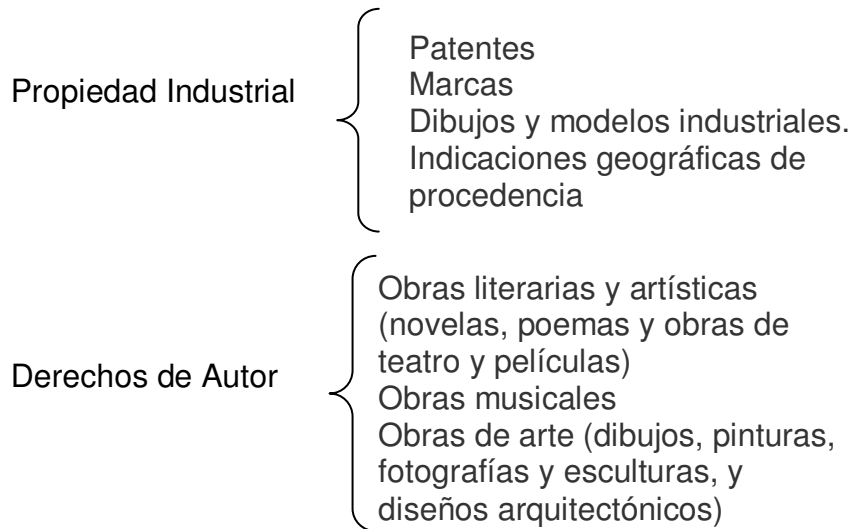 Propiedad Industrial
Patentes
Marcas
Dibujos y modelos industriales.
Indicaciones geográficas de
procedencia
Derechos de Autor
Obras literarias y artísticas
(novelas, poemas y obras de
teatro y películas)
Obras musicales
Obras de arte (dibujos, pinturas,
fotografías y esculturas, y
diseños arquitectónicos)